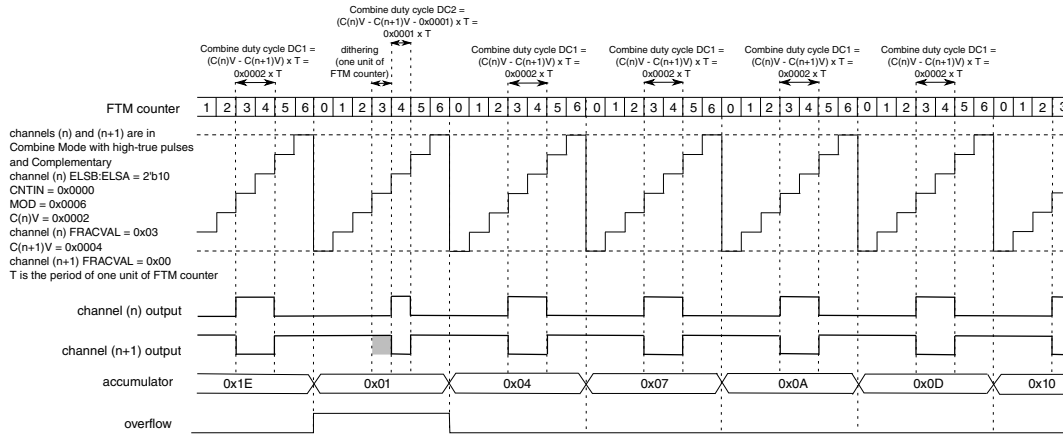 Combine duty cycle DC2 =
(C(n)V - C(n+1)V - 0x0001) x T =
0x0001 x T
Combine duty cycle DC1 =
(C(n)V - C(n+1)V) x T =
0x0002 x T
dithering
(one unit of
FTM counter)
Combine duty cycle DC1 =
(C(n)V - C(n+1)V) x T =
0x0002 x T
Combine duty cycle DC1 =
(C(n)V - C(n+1)V) x T =
0x0002 x T
Combine duty cycle DC1 =
(C(n)V - C(n+1)V) x T =
0x0002 x T
Combine duty cycle DC1 =
(C(n)V - C(n+1)V) x T =
0x0002 x T
FTM counter 1 2 3 4 5 6 0 1 2 3 4 5 6 0 1 2 3 4 5 6 0 1 2 3 4 5 6 0 1 2 3 4 5 6 0 1 2 3 4 5 6 0 1 2 3
channels (n) and (n+1) are in
Combine Mode with high-true pulses
and Complementary
channel (n) ELSB:ELSA = 2'b10
CNTIN = 0x0000
MOD = 0x0006
C(n)V = 0x0002
channel (n) FRACVAL = 0x03
C(n+1)V = 0x0004
channel (n+1) FRACVAL = 0x00
T is the period of one unit of FTM counter
channel (n) output
channel (n+1) output
accumulator 0x1E 0x01 0x04 0x07 0x0A 0x0D 0x10
overflow